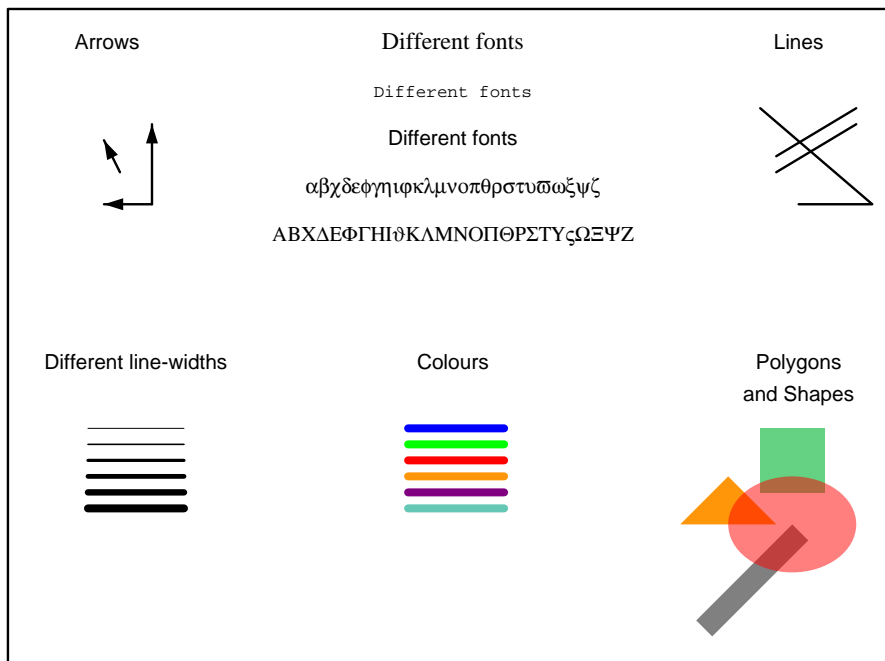 Arrows
Different fonts
Lines
Different fonts
Different fonts
αβχδεφγηιϕκλμνοπθρστυϖωξψζ
ΑΒΧΔΕΦΓΗΙϑΚΛΜΝΟΠΘΡΣΤΥςΩΞΨΖ
Different line-widths
Colours
Polygons
and Shapes